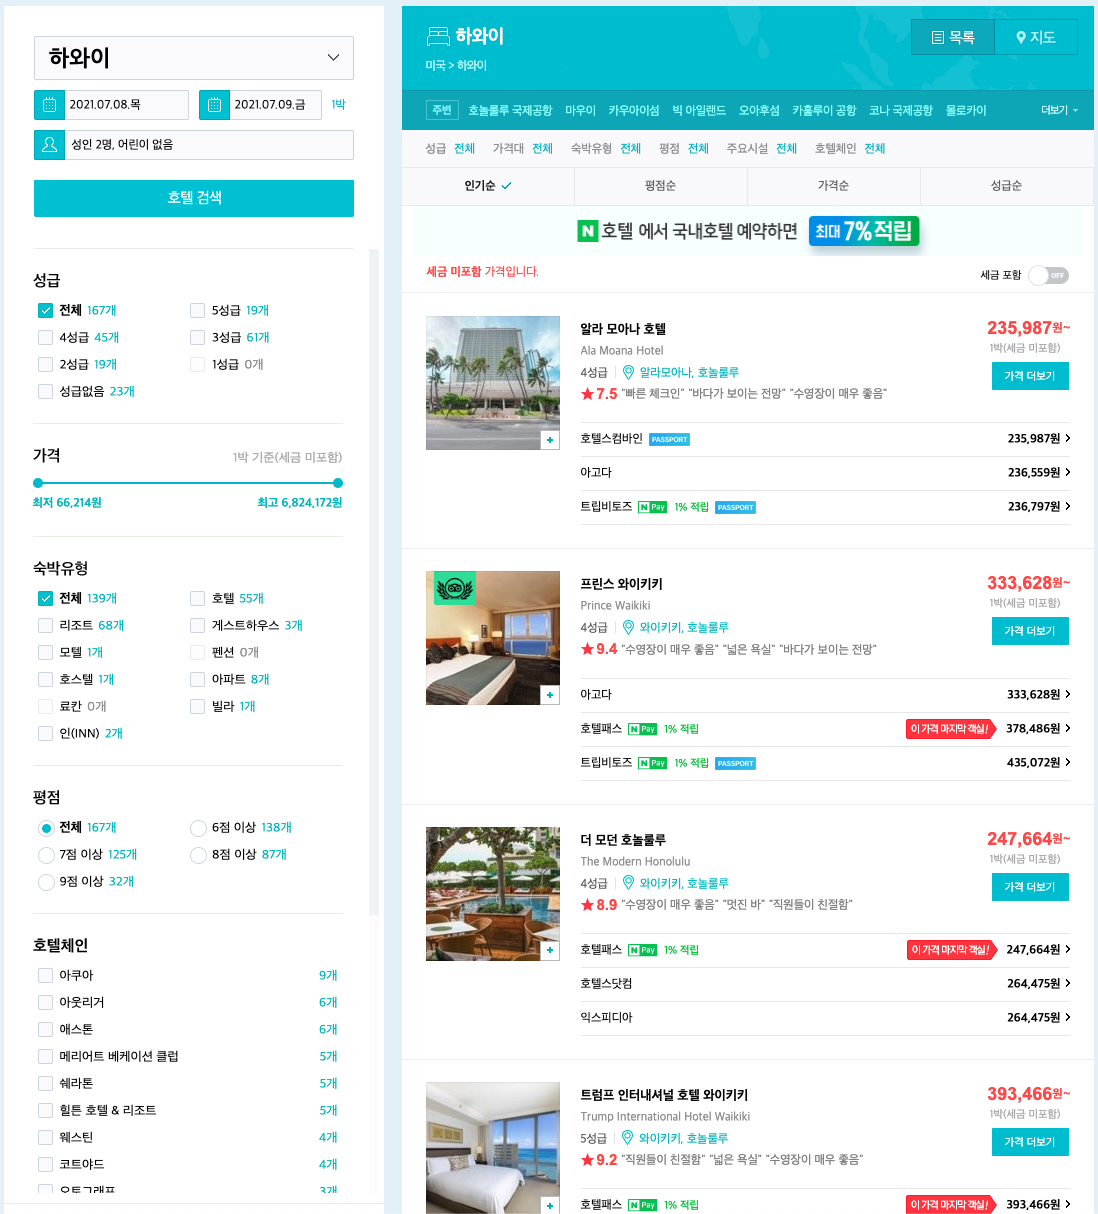 하와이
2021.07.08.목
2021.07.09.금
1박
성인 2명, 어린이 없음
호텔 검색
성급
전체 167개
5성급 19개
4성급 45개
3성급 61개
2성급 19개
1성급 0개
성급없음 23개
가격
1박 기준(세금 미포함)
최저 66,214원
최고 6,824,172원
숙박유형
전체 139개
호텔 55개
리조트 68개
게스트하우스 3개
모텔 1개
펜션 0개
호스텔 1개
아파트 8개
료칸 0개
빌라 1개
인(INN) 2개
평점
전체 167개
6점 이상 138개
7점 이상 125개
8점 이상 87개
9점 이상 32개
호텔체인
아쿠아 9개
아웃리거 6개
애스톤 6개
메리어트 베케이션 클럽 5개
쉐라톤 5개
힐튼 호텔 & 리조트 5개
웨스틴 4개
코트야드 4개
오토그래프 3개
하와이
미국 > 하와이
목록
지도
주변 호놀룰루 국제공항 마우이 카우아이섬 빅 아일랜드 오아후섬 카훌루이 공항 코나 국제공항 몰로카이 더보기
성급 전체 가격대 전체 숙박유형 전체 평점 전체 주요시설 전체 호텔체인 전체
인기순 평점순 가격순 성급순
N 호텔 에서 국내호텔 예약하면 최대 7% 적립
세금 미포함 가격입니다.
세금 포함 OFF
알라 모아나 호텔
235,987원~
Ala Moana Hotel
1박(세금 미포함)
4성급 알라모아나, 호놀룰루
가격 더보기
7.5 "빠른 체크인" "바다가 보이는 전망" "수영장이 매우 좋음"
호텔스컴바인 PASSPORT 235,987원
아고다 236,559원
트립비토즈 N Pay 1% 적립 PASSPORT 236,797원
프린스 와이키키
333,628원~
Prince Waikiki
1박(세금 미포함)
4성급 와이키키, 호놀룰루
가격 더보기
9.4 "수영장이 매우 좋음" "넓은 욕실" "바다가 보이는 전망"
아고다 333,628원
호텔패스 N Pay 1% 적립 이 가격 마지막 객실! 378,486원
트립비토즈 N Pay 1% 적립 PASSPORT 435,072원
더 모던 호놀룰루
247,664원~
The Modern Honolulu
1박(세금 미포함)
4성급 와이키키, 호놀룰루
가격 더보기
8.9 "수영장이 매우 좋음" "멋진 바" "직원들이 친절함"
호텔패스 N Pay 1% 적립 이 가격 마지막 객실! 247,664원
호텔스닷컴 264,475원
익스피디아 264,475원
트럼프 인터내셔널 호텔 와이키키
393,466원~
Trump International Hotel Waikiki
1박(세금 미포함)
5성급 와이키키, 호놀룰루
가격 더보기
9.2 "직원들이 친절함" "넓은 욕실" "수영장이 매우 좋음"
호텔패스 N Pay 1% 적립 이 가격 마지막 객실! 393,466원